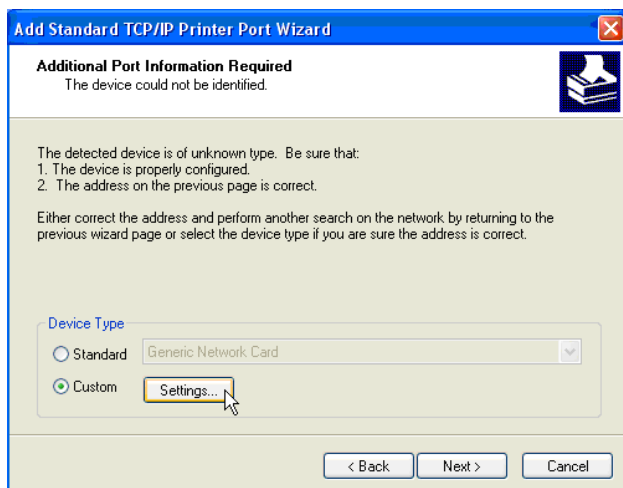 Add Standard TCP/IP Printer Port Wizard
Additional Port Information Required
The device could not be identified.
The detected device is of unknown type. Be sure that:
1. The device is properly configured.
2. The address on the previous page is correct.
Either correct the address and perform another search on the network by returning to the
previous wizard page or select the device type if you are sure the address is correct.
Device Type
Standard Generic Network Card
Custom Settings...
< Back Next > Cancel